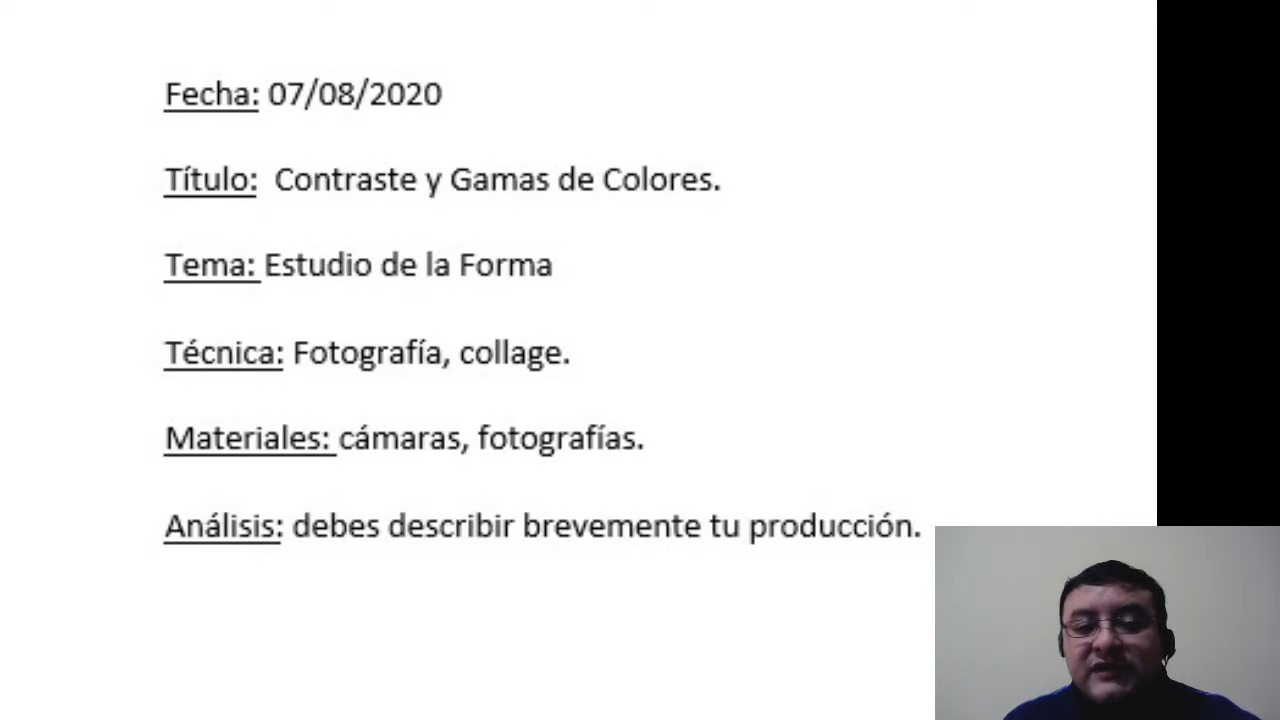 Fecha: 07/08/2020
Título: Contraste y Gamas de Colores.
Tema: Estudio de la Forma
Técnica: Fotografía, collage.
Materiales: cámaras, fotografías.
Análisis: debes describir brevemente tu producción.